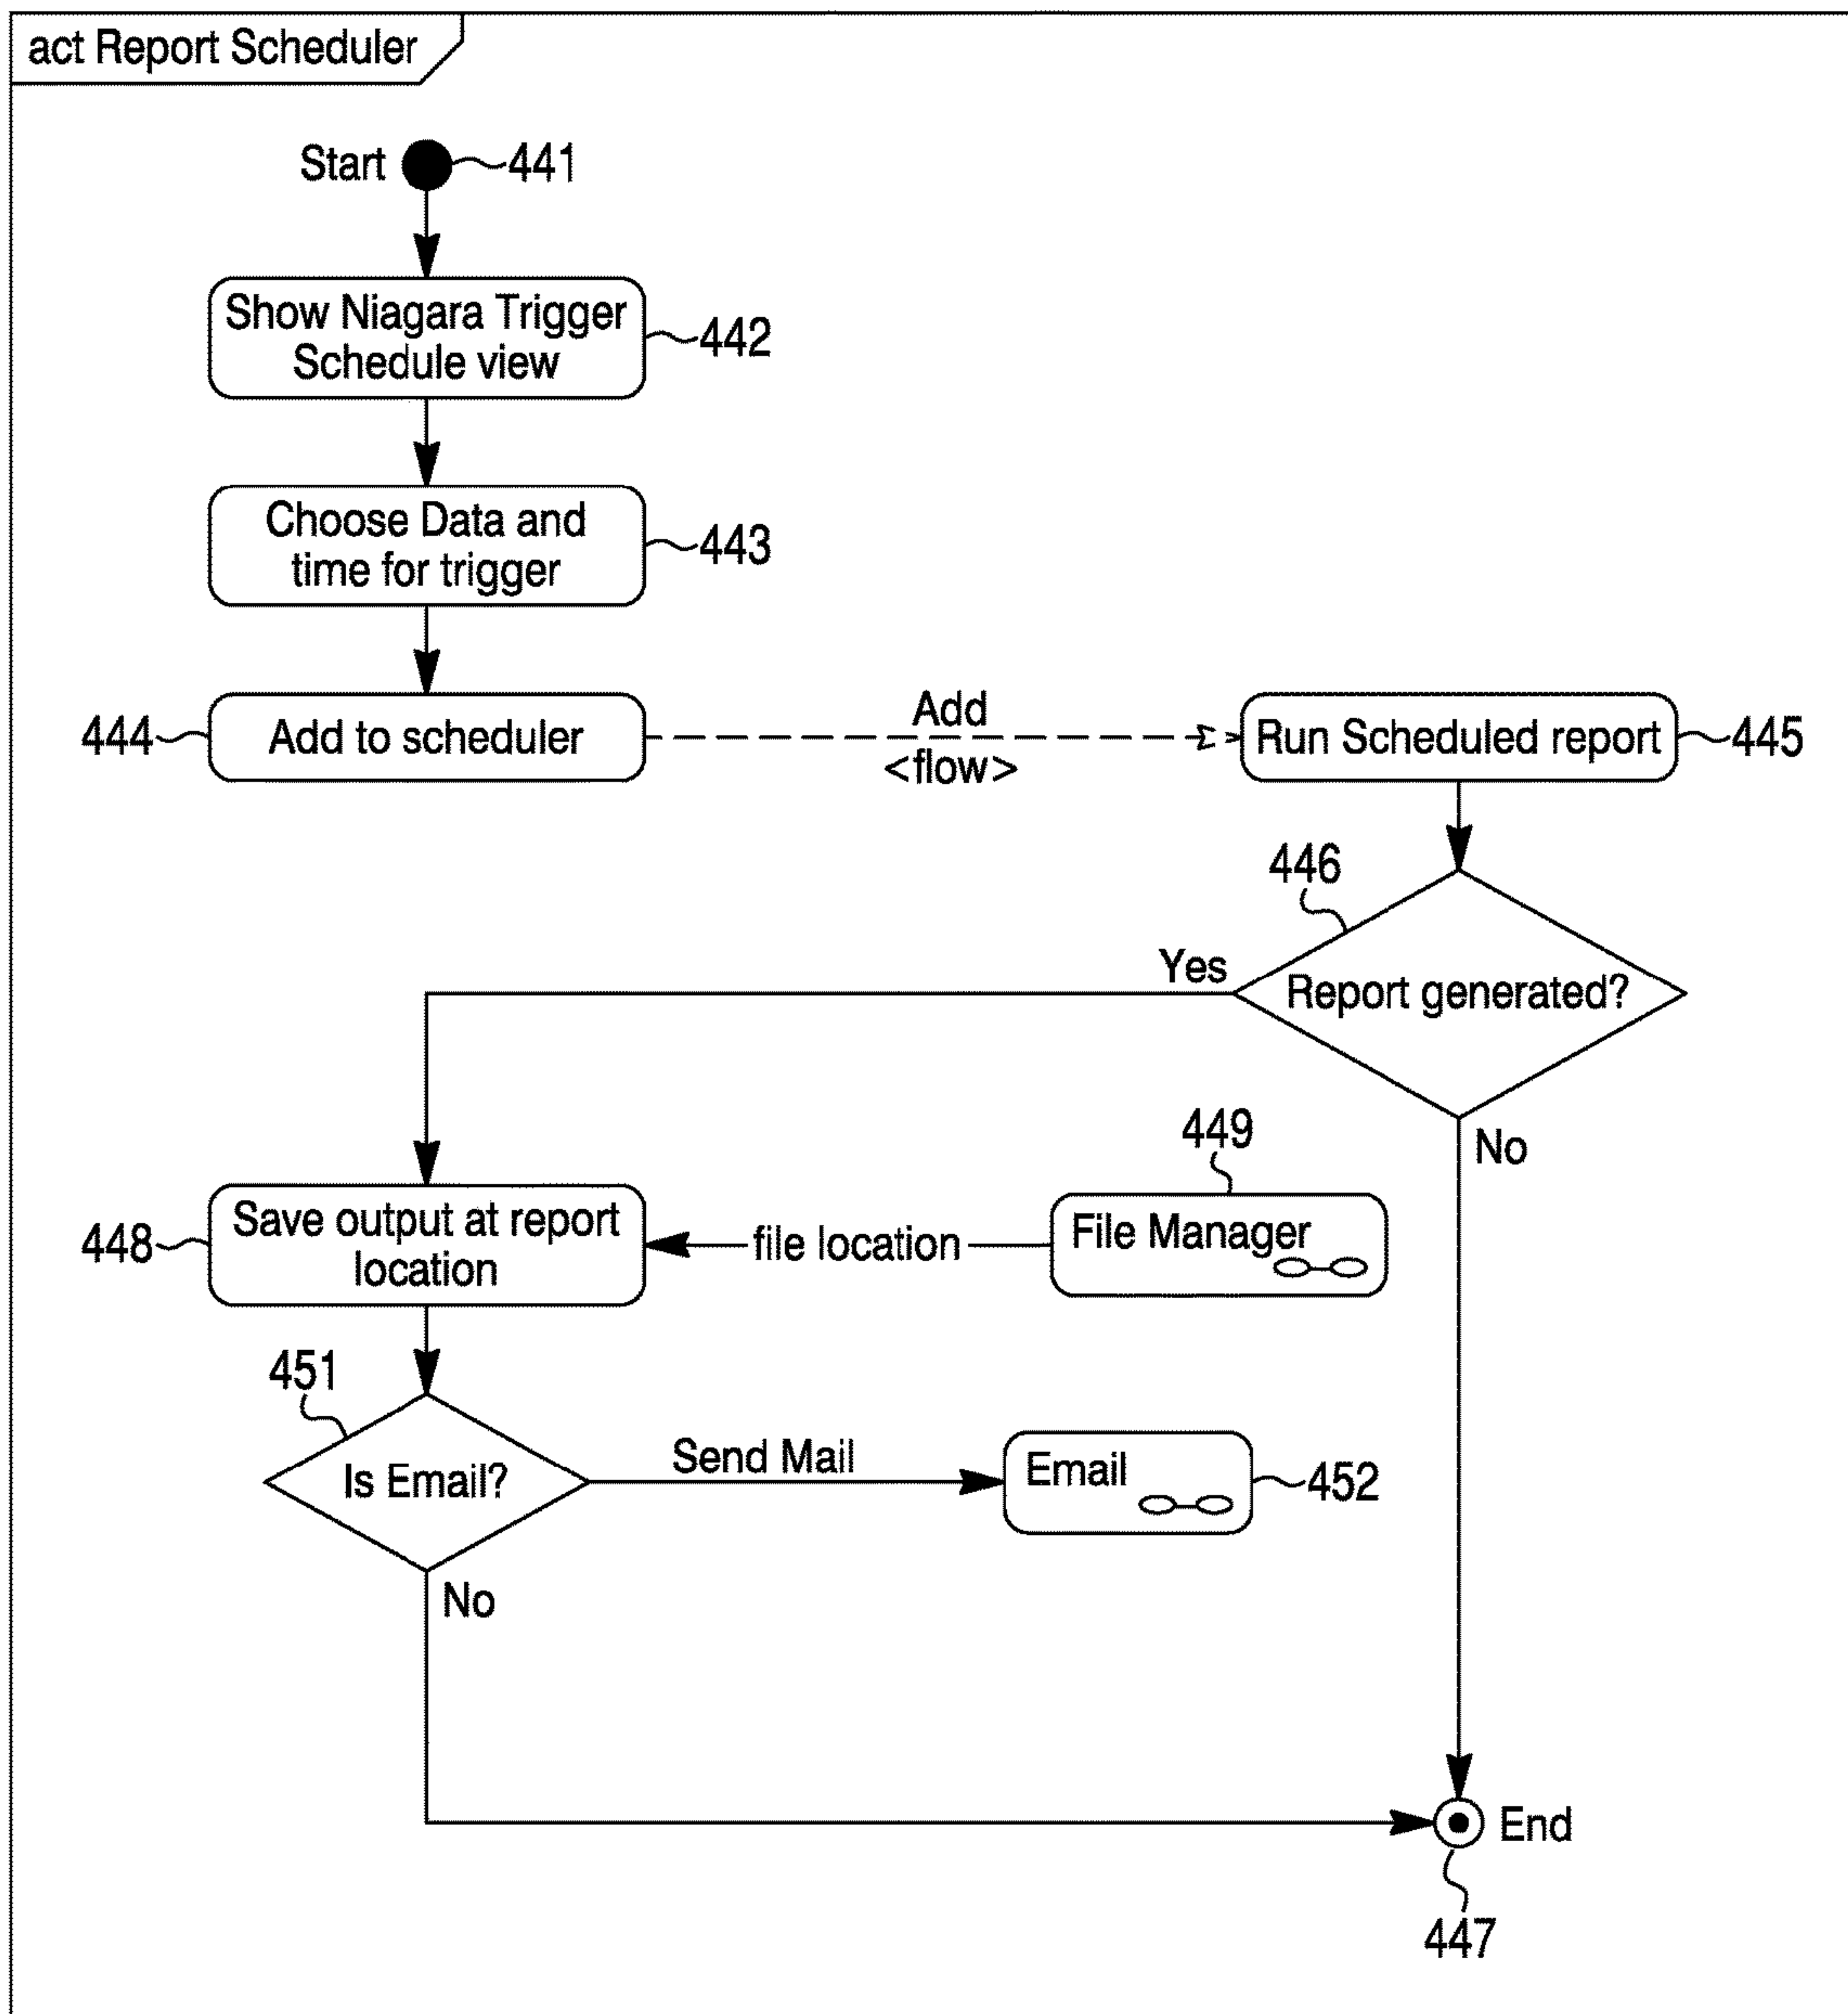 act Report Scheduler
Start
441
Show Niagara Trigger
Schedule view
442
Choose Data and
time for trigger
443
444
Add to scheduler
Add
<flow>
Run Scheduled report
445
446
Yes
Report generated?
No
449
448
Save output at report
location
file location
File Manager
451
Is Email?
Send Mail
Email
452
No
End
447